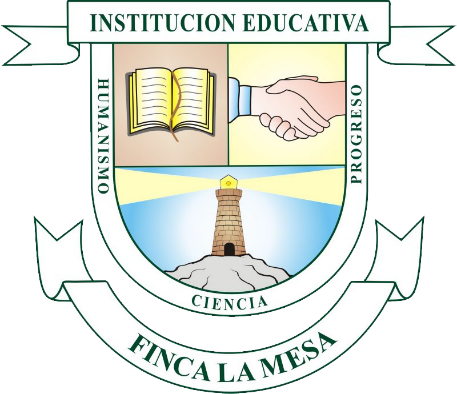 INSTITUCION EDUCATIVA
HUMANISMO
PROGRESO
CIENCIA
FINCA LA MESA